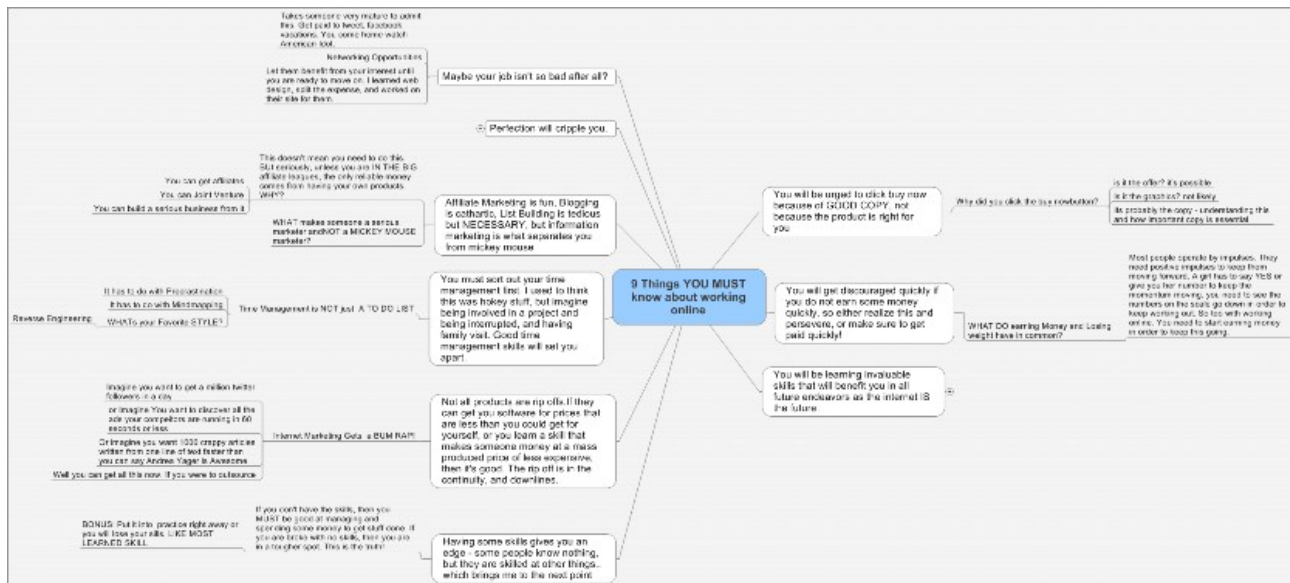 9 Things YOU MUST
know about working
online
Takes someone very mature to admit
this. Get paid to tweet, facebook
vacations. You come home watch
American Idol.
Networking Opportunities
Let them benefit from your interest until
you are ready to move on. I learned web
design, split the expense, and worked on
their site for them.
Maybe your job isn't so bad after all?
Perfection will cripple you.
This doesn't mean you need to do this.
BUT seriously, unless you are IN THE BIG
affiliate leagues, the only reliable money
comes from having your own products.
WHY?
You can get affiliates
You can Joint Venture
You can build a serious business from it
WHAT makes someone a serious
marketer andNOT a MICKEY MOUSE
marketer?
Affiliate Marketing is fun, Blogging
is cathartic, List Building is tedious
but NECESSARY, but information
marketing is what separates you
from mickey mouse
It has to do with Procrastination
It has to do with Mindmapping
Reverse Engineering
WHATs your Favorite STYLE?
Time Management is NOT just A TO DO LIST
You must sort out your time
management first. I used to think
this was hokey stuff, but imagine
being involved in a project and
being interrupted, and having
family visit. Good time
management skills will set you
apart.
Imagine you want to get a million twitter
followers in a day
or Imagine You want to discover all the
ads your compeitors are running in 60
seconds or less
Or imagine you want 1000 crappy articles
written from one line of text faster than
you can say Andrea Yager is Awesome
Well you can get all this now. If you were to outsource
Internet Marketing Gets a BUM RAP!
Not all products are rip offs.If they
can get you software for prices that
are less than you could get for
yourself, or you learn a skill that
makes someone money at a mass
produced price of less expensive,
then it's good. The rip off is in the
continuity, and downlines.
BONUS: Put it into practice right away or
you will lose your LIKE MOST
LEARNED SKILL
If you don't have the skills, then you
MUST be good at managing and
spending some money to get stuff done. If
you are broke with no skills, then you are
in a tougher spot. This is the truth!
Having some skills gives you an
edge - some people know nothing,
but they are skilled at other things..
which brings me to the next point
You will be urged to click buy now
because of GOOD COPY, not
because the product is right for
you
Why did you click the buy nowbutton?
is it the offer? it's possible
Is it the graphics? not likely
its probably the copy - understanding this
and how important copy is essential
You will get discouraged quickly if
you do not earn some money
quickly, so either realize this and
persevere, or make sure to get
paid quickly!
WHAT DO earning Money and Losing
weight have in common?
Most people operate by impulses. They
need positive impulses to keep them
moving forward. A girl has to say YES or
give you her number to keep the
momentum moving, you need to see the
numbers on the scale go down in order to
keep working out. So too with working
online. You need to start earning money
in order to keep this going.
You will be learning invaluable
skills that will benefit you in all
future endeavors as the internet IS
the future